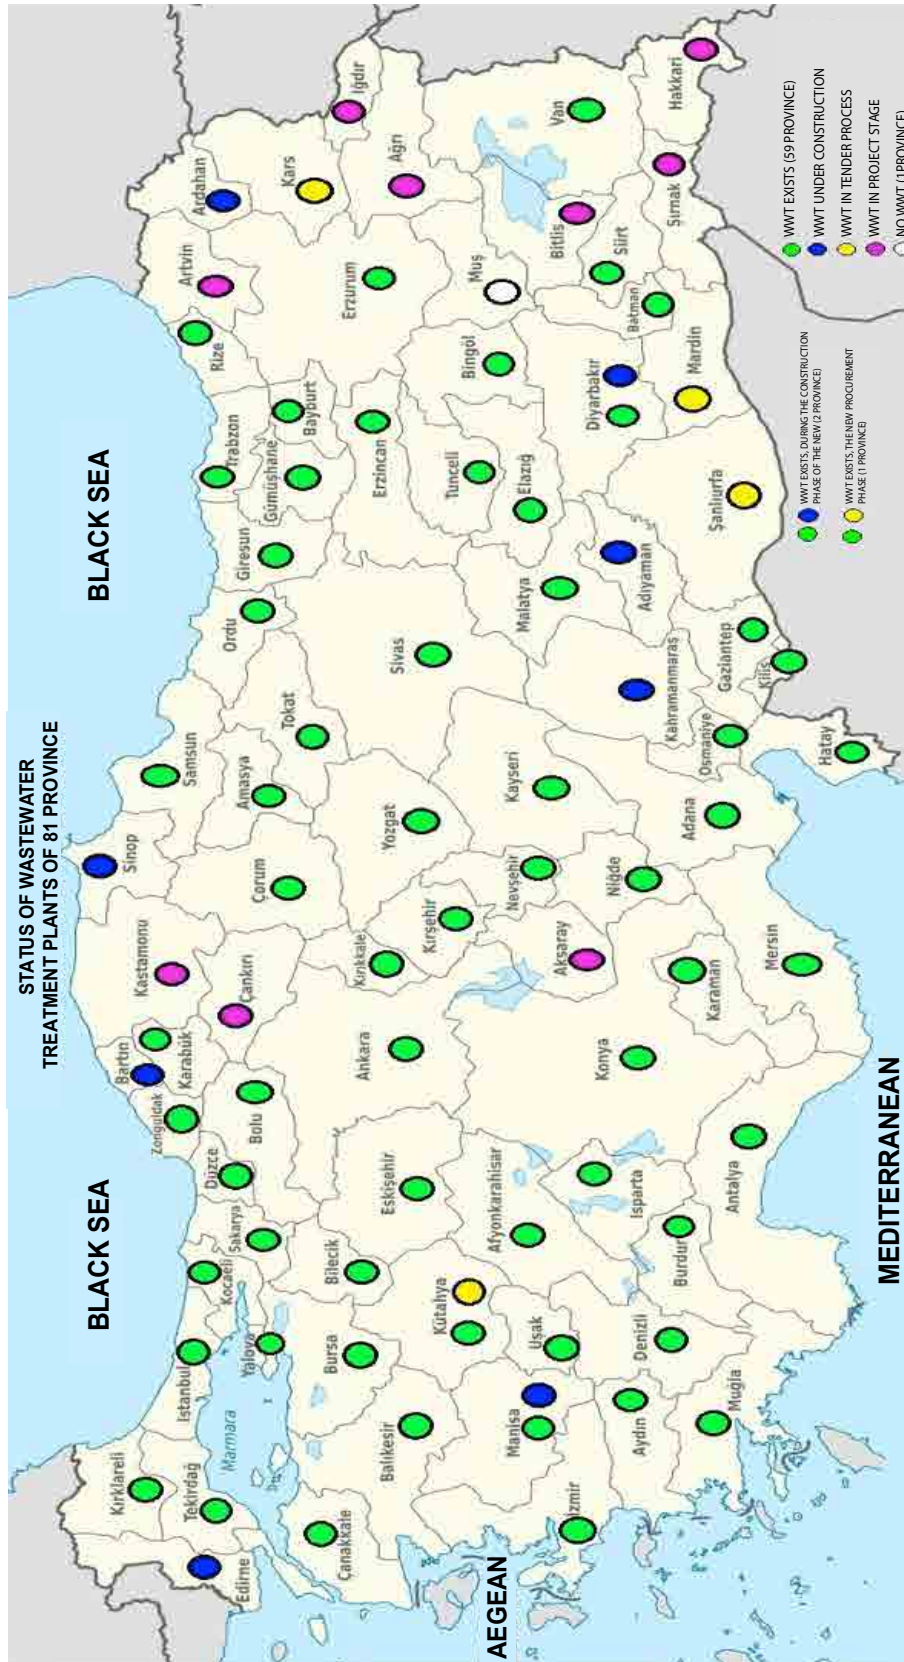 STATUS OF WASTEWATER
TREATMENT PLANTS OF 81 PROVINCE
BLACK SEA
BLACK SEA
AEGEAN
MEDITERRANEAN
Marmara
Edirne
Kırklareli
Tekirdağ
İstanbul
Kocaeli
Yalova
Sakarya
Düzce
Zonguldak
Bartın
Karabük
Kastamonu
Sinop
Samsun
Ordu
Giresun
Trabzon
Rize
Artvin
Ardahan
Çanakkale
Balıkesir
Bursa
Bilecik
Bolu
Çankırı
Çorum
Amasya
Tokat
Gümüşhane
Bayburt
Erzincan
Erzurum
Kars
Iğdır
Ağrı
Eskişehir
Ankara
Kırıkkale
Kırşehir
Yozgat
Sivas
Tunceli
Bingöl
Muş
Bitlis
Van
Kütahya
Manisa
Uşak
Afyonkarahisar
Aksaray
Nevşehir
Kayseri
Malatya
Elazığ
Diyarbakır
Batman
Siirt
Şırnak
Hakkari
İzmir
Aydın
Denizli
Muğla
Burdur
Isparta
Antalya
Konya
Karaman
Niğde
Mersin
Adana
Osmaniye
Hatay
Kahramanmaraş
Adıyaman
Gaziantep
Kilis
Şanlıurfa
Mardin
WWT EXISTS, DURING THE CONSTRUCTION
PHASE OF THE NEW (2 PROVINCE)
WWT EXISTS, THE NEW PROCUREMENT
PHASE (1 PROVINCE)
WWT EXISTS (59 PROVINCE)
WWT UNDER CONSTRUCTION
WWT IN TENDER PROCESS
WWT IN PROJECT STAGE
NO WWT (1PROVINCE)